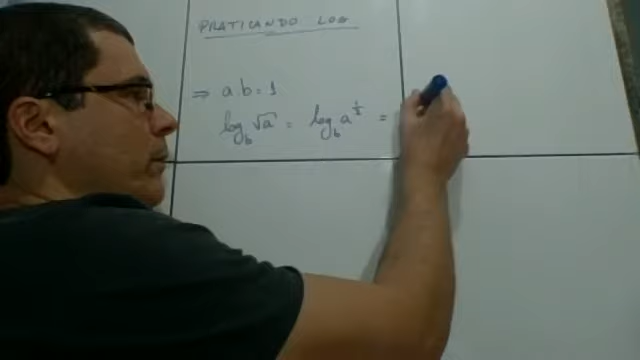 PRATICANDO LOG
⇒ a.b = 1
log_b √a = log_b a^{1/2} =